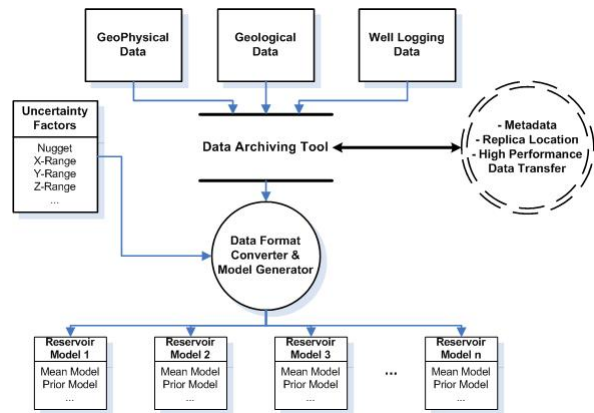 GeoPhysical
Data
Geological
Data
Well Logging
Data
Uncertainty
Factors
Nugget
X-Range
Y-Range
Z-Range
...
Data Archiving Tool
- Metadata
- Replica Location
- High Performance
Data Transfer
Data Format
Converter &
Model Generator
Reservoir
Model 1
Mean Model
Prior Model
...
Reservoir
Model 2
Mean Model
Prior Model
...
Reservoir
Model 3
Mean Model
Prior Model
...
...
Reservoir
Model n
Mean Model
Prior Model
...